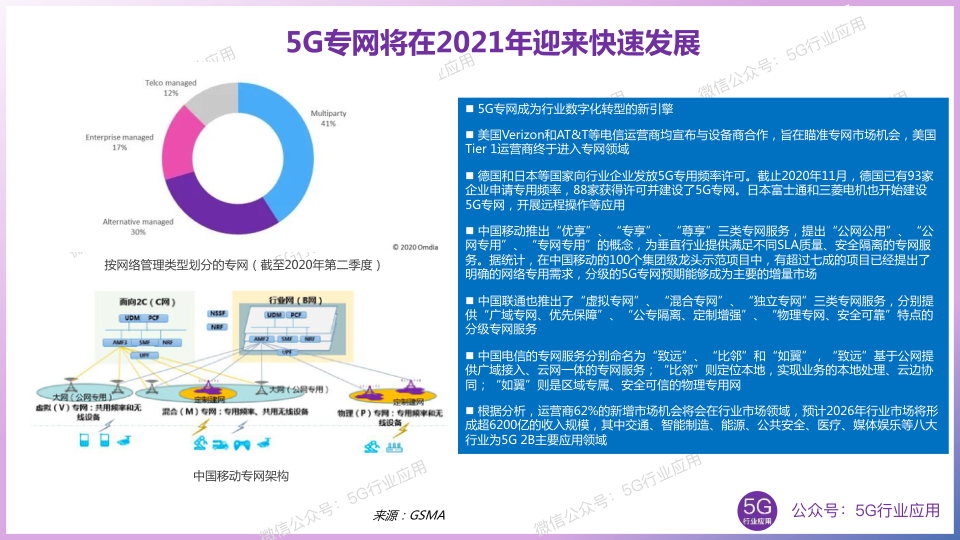 5G专网将在2021年迎来快速发展
Telco managed
12%
Multiparty
41%
Enterprise managed
17%
Alternative managed
30%
© 2020 Omdia
按网络管理类型划分的专网（截至2020年第二季度）
面向2C（C网）
行业网（B网）
UDM PCF
NSSF
NRF
UDM PCF
AMF1 SMF NRF
UPF
AMF2 SMF NRF
UPF
大网（公网专用）
定制建网
大网（公网专用）
定制建网
虚拟（V）专网：共用频率和无
线设备
混合（M）专网：专用频率、共用无线设备
物理（P）专网：专用频率和无
线设备
中国移动专网架构
■ 5G专网成为行业数字化转型的新引擎
■ 美国Verizon和AT&T等电信运营商均宣布与设备商合作，旨在瞄准专网市场机会，美国
Tier 1运营商终于进入专网领域
■ 德国和日本等国家向行业企业发放5G专用频率许可。截止2020年11月，德国已有93家
企业申请专用频率，88家获得许可并建设了5G专网。日本富士通和三菱电机也开始建设
5G专网，开展远程操作等应用
■ 中国移动推出“优享”、“专享”、“尊享”三类专网服务，提出“公网公用”、“公
网专用”、“专网专用”的概念，为垂直行业提供满足不同SLA质量、安全隔离的专网服
务。据统计，在中国移动的100个集团级龙头示范项目中，有超过七成的项目已经提出了
明确的网络专用需求，分级的5G专网预期能够成为主要的增量市场
■ 中国联通也推出了“虚拟专网”、“混合专网”、“独立专网”三类专网服务，分别提
供“广域专网、优先保障”、“公专隔离、定制增强”、“物理专网、安全可靠”特点的
分级专网服务
■ 中国电信的专网服务分别命名为“致远”、“比邻”和“如翼”，“致远”基于公网提
供广域接入、云网一体的专网服务；“比邻”则定位本地，实现业务的本地处理、云边协
同；“如翼”则是区域专属、安全可信的物理专用网
■ 根据分析，运营商62%的新增市场机会将会在行业市场领域，预计2026年行业市场将形
成超6200亿的收入规模，其中交通、智能制造、能源、公共安全、医疗、媒体娱乐等八大
行业为5G 2B主要应用领域
来源：GSMA
5G
行业应用
公众号：5G行业应用
微信公众号：5G行业应用
微信公众号：5G行业应用
微信公众号：5G行业应用